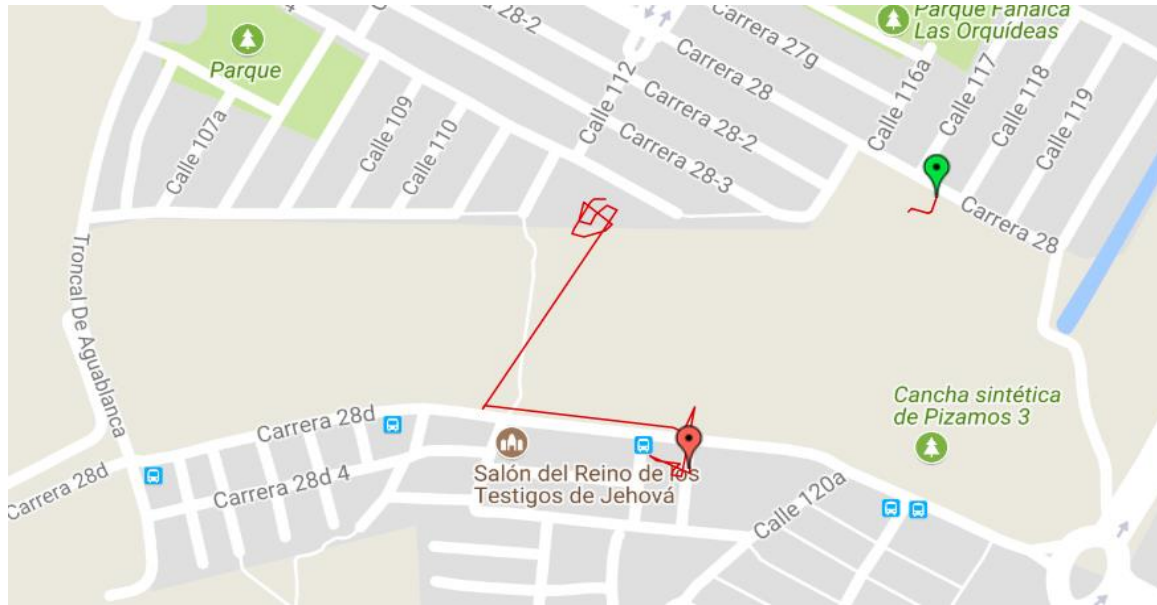 Parque Fanaica
Las Orquídeas
Parque
Carrera 28-2
Carrera 27g
Carrera 28
Calle 112
Carrera 28-2
Carrera 28-3
Calle 116a
Calle 117
Calle 118
Calle 119
Calle 107a
Calle 109
Calle 110
Carrera 28
Troncal De Aguablanca
Cancha sintética
de Pizamos 3
Carrera 28d
Carrera 28d
Carrera 28d 4
Salón del Reino de los
Testigos de Jehová
Calle 120a